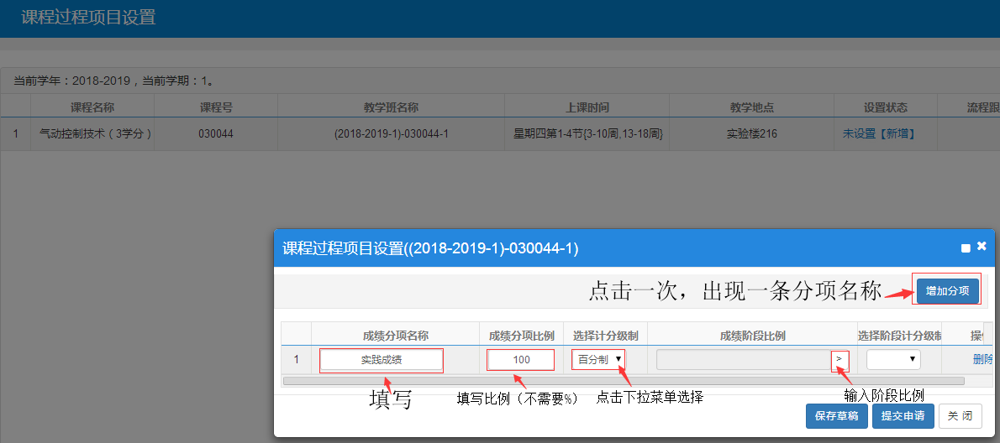 课程过程项目设置
当前学年：2018-2019，当前学期：1。
课程名称 课程号 教学班名称 上课时间 教学地点 设置状态 流程跟
1 气动控制技术（3学分） 030044 (2018-2019-1)-030044-1 星期四第1-4节{3-10周,13-18周} 实验楼216 未设置【新增】
课程过程项目设置((2018-2019-1)-030044-1)
点击一次，出现一条分项名称 增加分项
成绩分项名称 成绩分项比例 选择计分级制 成绩阶段比例 选择阶段计分级制
1 实践成绩 100 百分制 > 删除
填写 填写比例（不需要%） 点击下拉菜单选择 输入阶段比例
保存草稿 提交申请 关 闭